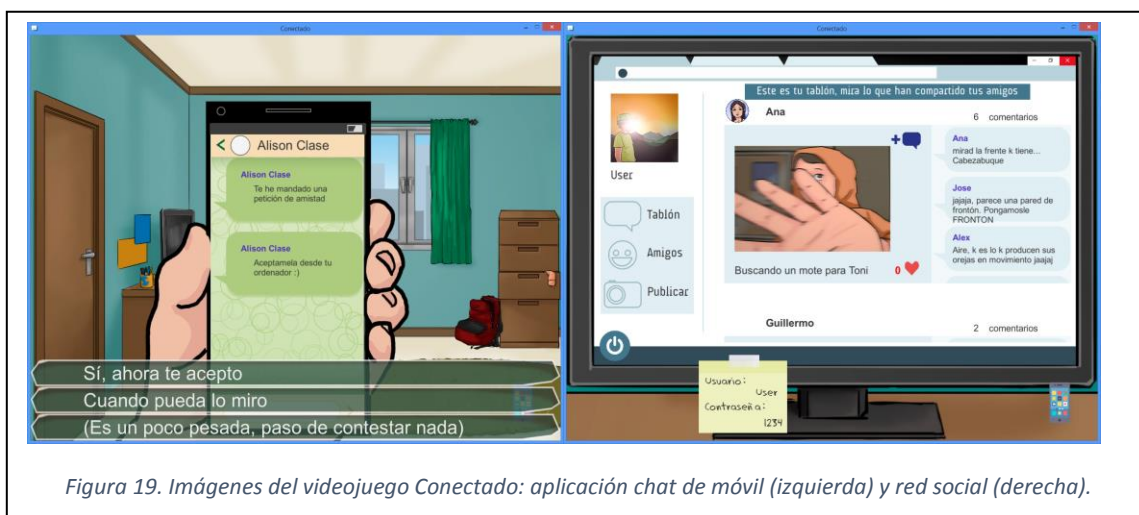 Conectado
Alison Clase
Alison Clase
Te he mandado una
petición de amistad
Alison Clase
Aceptamela desde tu
ordenador :)
Sí, ahora te acepto
Cuando pueda lo miro
(Es un poco pesada, paso de contestar nada)
Conectado
Este es tu tablón, mira lo que han compartido tus amigos
User
Tablón
Amigos
Publicar
Ana
6 comentarios
Buscando un mote para Toni
0
Ana
mirad la frente k tiene...
Cabezabuque
Jose
jajaja, parece una pared de
frontón. Pongamosle
FRONTON
Alex
Aire, k es lo k producen sus
orejas en movimiento jaajaj
Guillermo
2 comentarios
Usuario:
User
Contraseña:
1234
Figura 19. Imágenes del videojuego Conectado: aplicación chat de móvil (izquierda) y red social (derecha).